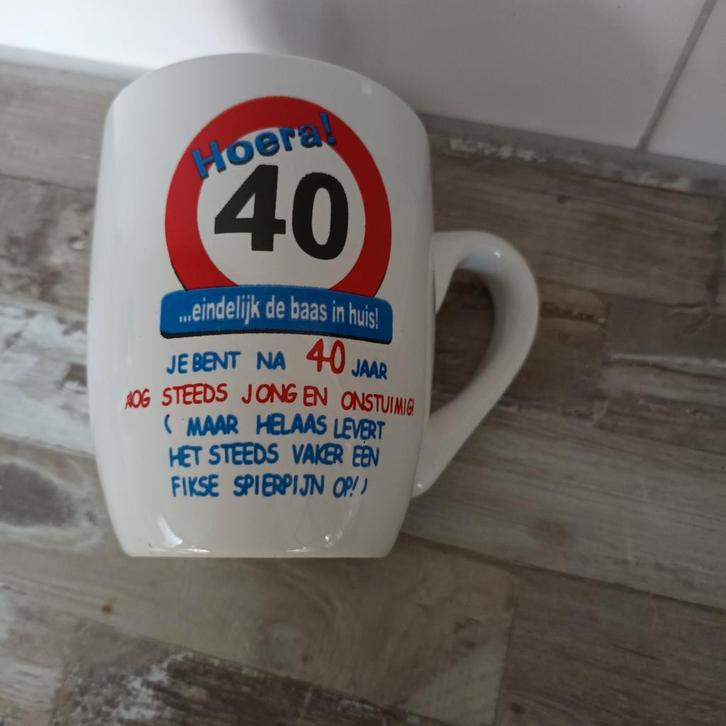 Hoera!
40
...eindelijk de baas in huis!
JE BENT NA 40 JAAR
NOG STEEDS JONG EN ONSTUIMIG
( MAAR HELAAS LEVERT
HET STEEDS VAKER EEN
FIKSE SPIERPIJN OP! )